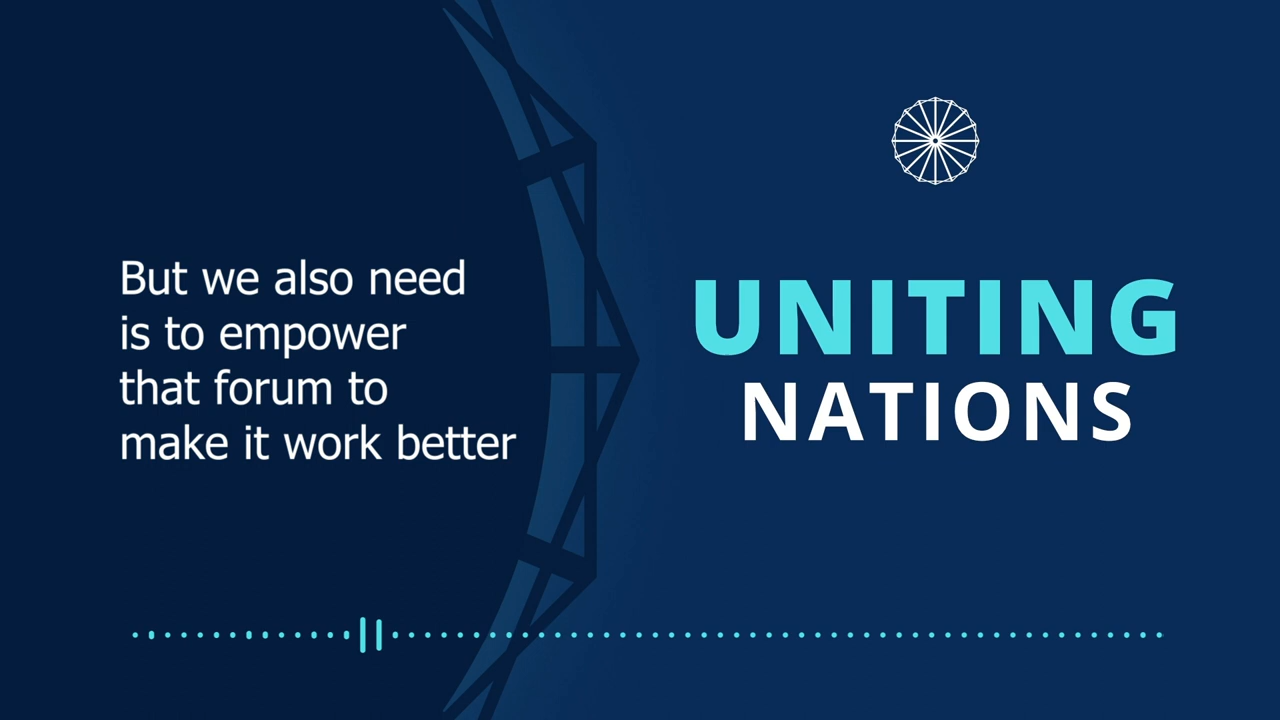 But we also need
is to empower
that forum to
make it work better
UNITING
NATIONS